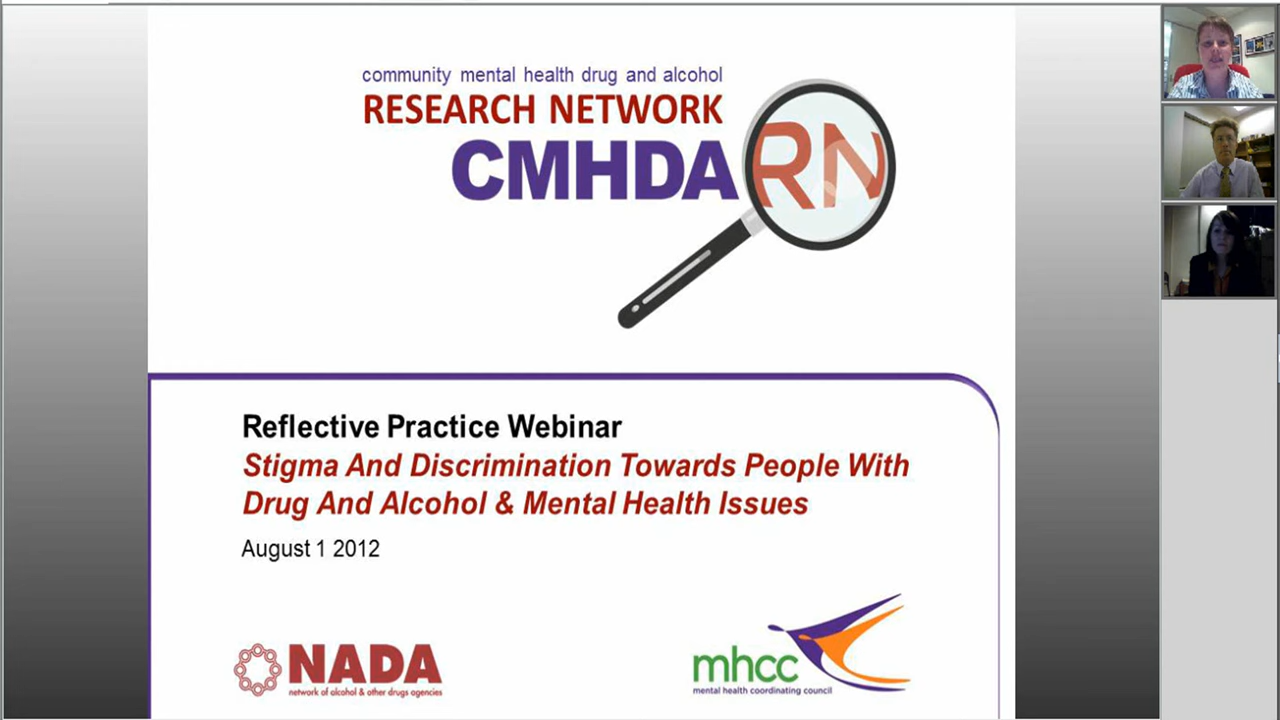 community mental health drug and alcohol
RESEARCH NETWORK
CMHDARN
Reflective Practice Webinar
Stigma And Discrimination Towards People With
Drug And Alcohol & Mental Health Issues
August 1 2012
NADA
network of alcohol & other drugs agencies
mhcc
mental health coordinating council